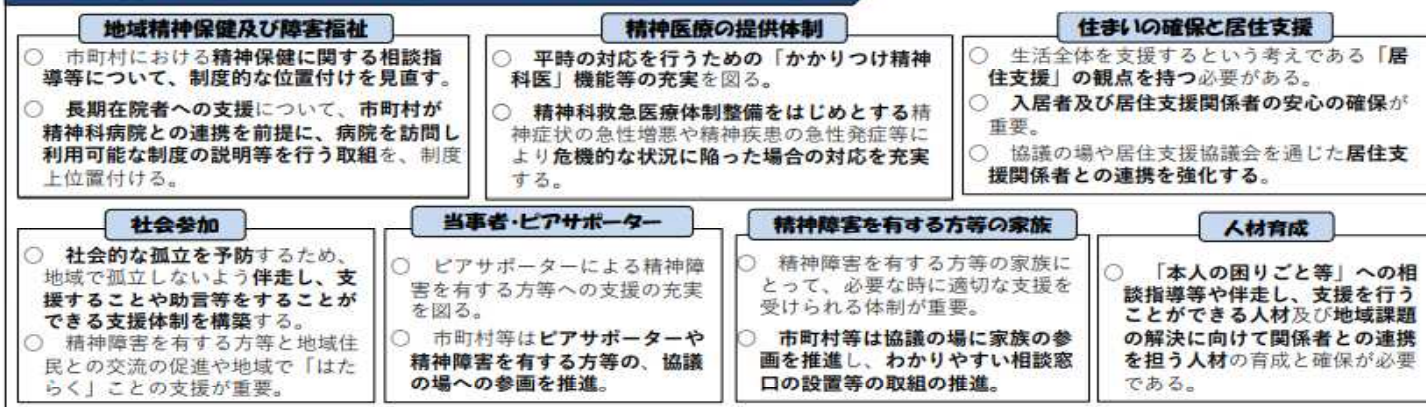 地域精神保健及び障害福祉
○ 市町村における精神保健に関する相談指
導等について、制度的な位置付けを見直す。
○ 長期在院者への支援について、市町村が
精神科病院との連携を前提に、病院を訪問し
利用可能な制度の説明等を行う取組を、制度
上位置付ける。
精神医療の提供体制
○ 平時の対応を行うための「かかりつけ精神
科医」機能等の充実を図る。
○ 精神科救急医療体制整備をはじめとする精
神症状の急性増悪や精神疾患の急性発症等に
より危機的な状況に陥った場合の対応を充実
する。
住まいの確保と居住支援
○ 生活全体を支援するという考えである「居
住支援」の観点を持つ必要がある。
○ 入居者及び居住支援関係者の安心の確保が
重要。
○ 協議の場や居住支援協議会を通じた居住支
援関係者との連携を強化する。
社会参加
○ 社会的な孤立を予防するため、
地域で孤立しないよう伴走し、支
援することや助言等をすることが
できる支援体制を構築する。
○ 精神障害を有する方等と地域住
民との交流の促進や地域で「はた
らく」ことの支援が重要。
当事者・ピアサポーター
○ ピアサポーターによる精神障
害を有する方等への支援の充実
を図る。
○ 市町村等はピアサポーターや
精神障害を有する方等の、協議
の場への参画を推進。
精神障害を有する方等の家族
○ 精神障害を有する方等の家族に
とって、必要な時に適切な支援を
受けられる体制が重要。
○ 市町村等は協議の場に家族の参
画を推進し、わかりやすい相談窓
口の設置等の取組の推進。
人材育成
○ 「本人の困りごと等」への相
談指導等や伴走し、支援を行う
ことができる人材及び地域課題
の解決に向けて関係者との連携
を担う人材の育成と確保が必要
である。